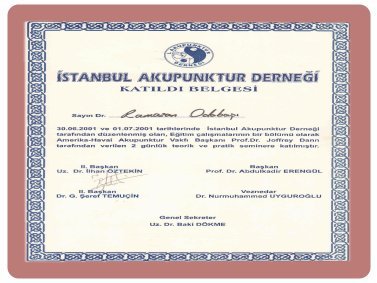 AKUPUNKTUR
İSTANBUL AKUPUNKTUR DERNEĞİ
KATILDI BELGESİ
Sayın Dr. Ramazan
30.06.2001 ve 01.07.2001 tarihlerinde İstanbul Akupunktur Derneği
tarafından düzenlenmiş olan, Eğitim çalışmalarının bir bölümü olarak
Amerika-Havai Akupunktur Vakfı Başkanı Prof.Dr. Joffrey Dann
tarafından verilen 2 günlük teorik ve pratik seminere katılmıştır.
II. Başkan
Uz. Dr. İlhan ÖZTEKİN
Başkan
Prof. Dr. Abdulkadir ERENGÜL
II. Başkan
Dr. G. Şeref TEMUÇİN
Veznedar
Dr. Nurmuhammed UYGUROĞLU
Genel Sekreter
Uz. Dr. Baki DÖKME